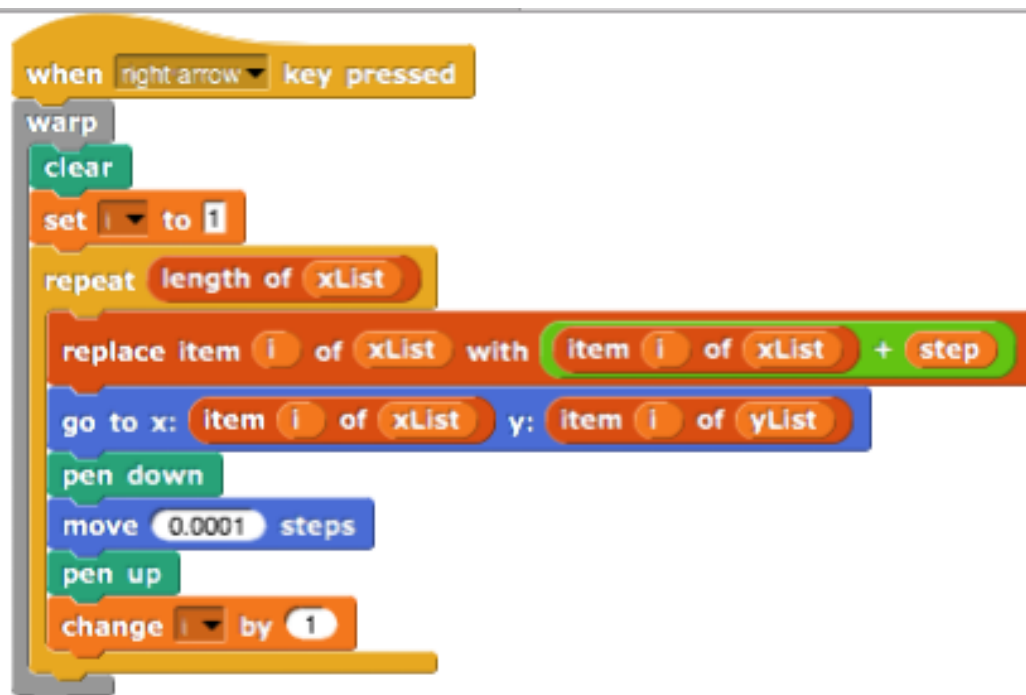 when right arrow key pressed
warp
clear
set i to 1
repeat length of xList
replace item i of xList with item i of xList + step
go to x: item i of xList y: item i of yList
pen down
move 0.0001 steps
pen up
change i by 1